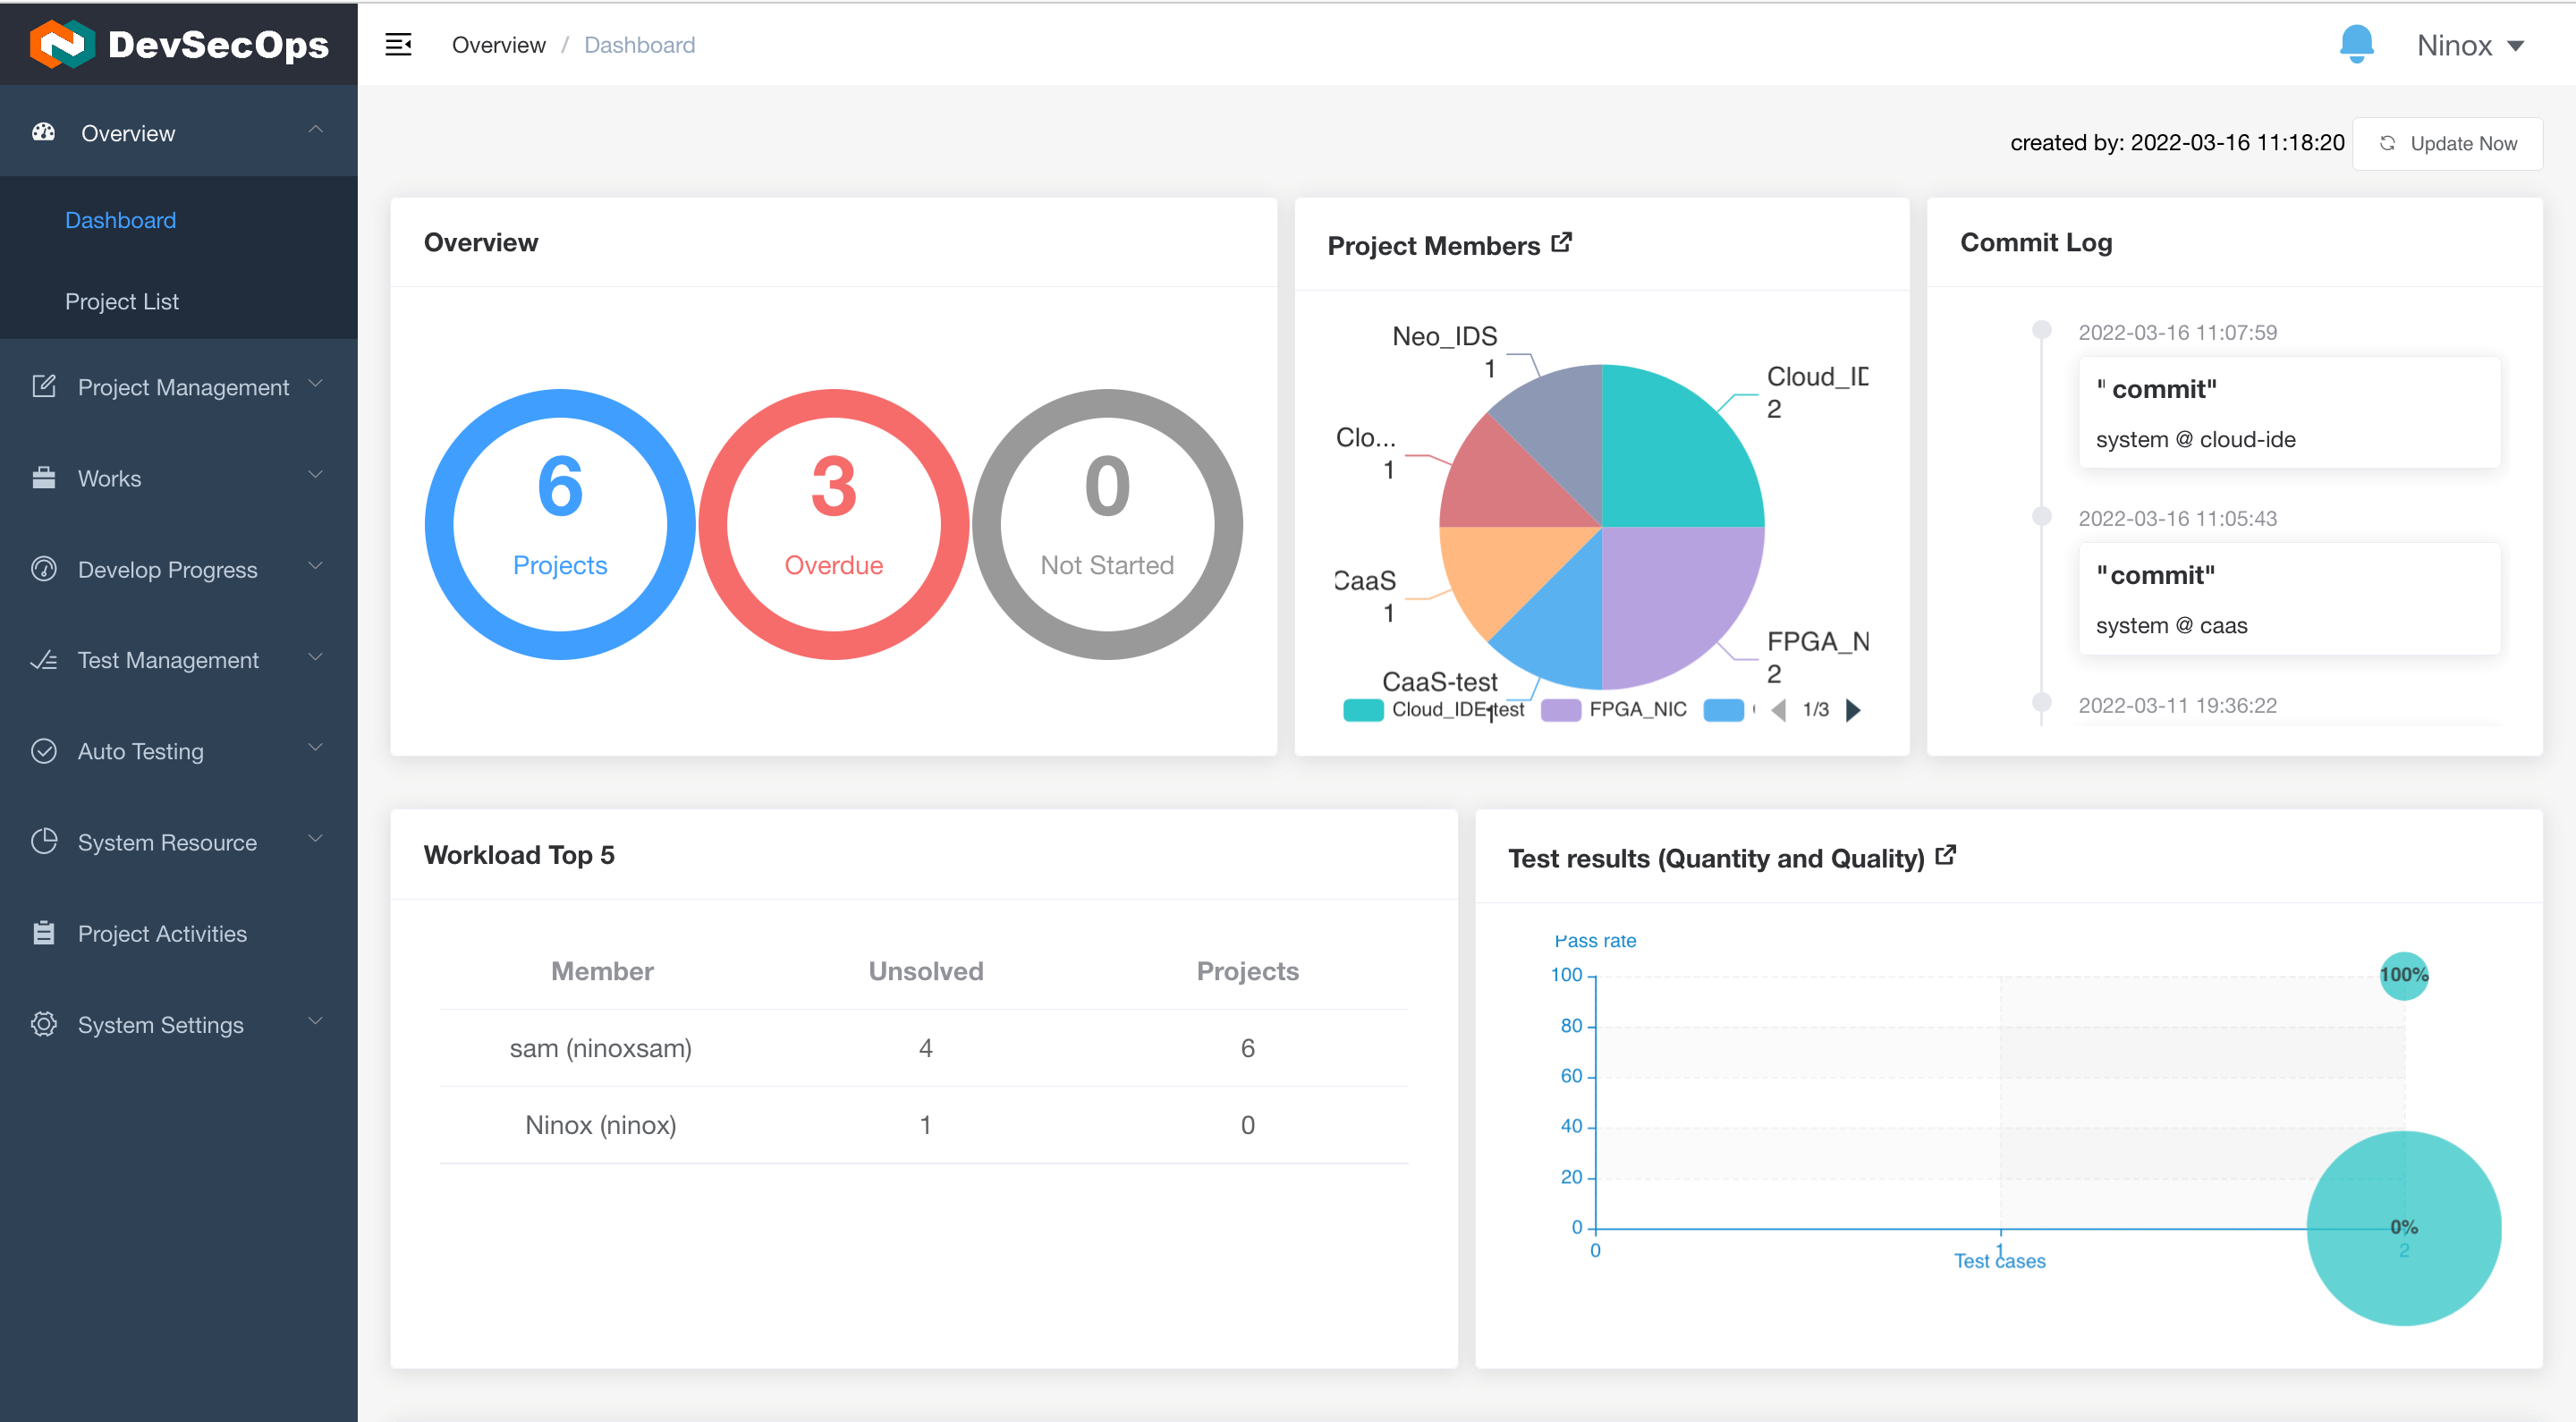 DevSecOps
Overview / Dashboard
Ninox
Overview
Dashboard
Project List
Project Management
Works
Develop Progress
Test Management
Auto Testing
System Resource
Project Activities
System Settings
created by: 2022-03-16 11:18:20
Update Now
Overview
6
Projects
3
Overdue
0
Not Started
Project Members
Neo_IDS
1
Cloud_ID
2
Clo...
1
CaaS
1
FPGA_N
2
CaaS-test
1
Cloud_IDE-test
FPGA_NIC
1/3
Commit Log
2022-03-16 11:07:59
" commit"
system @ cloud-ide
2022-03-16 11:05:43
"commit"
system @ caas
2022-03-11 19:36:22
Workload Top 5
Member Unsolved Projects
sam (ninoxsam) 4 6
Ninox (ninox) 1 0
Test results (Quantity and Quality)
Pass rate
100
80
60
40
20
0
100%
0%
0 1 2
Test cases